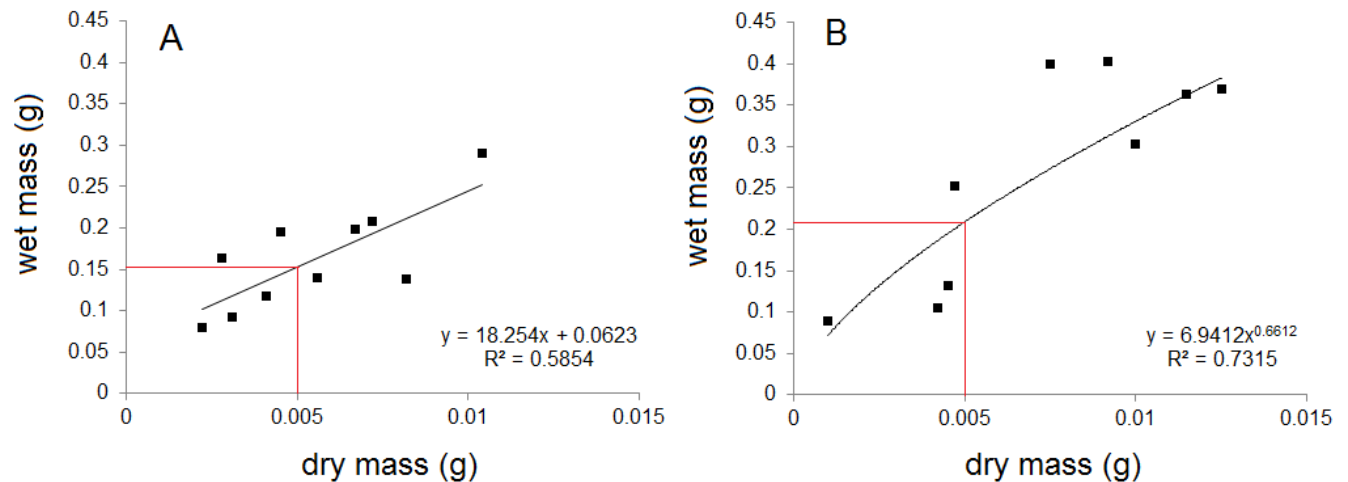 A
wet mass (g)
0.45
0.4
0.35
0.3
0.25
0.2
0.15
0.1
0.05
0
y = 18.254x + 0.0623
R² = 0.5854
0
0.005
0.01
0.015
dry mass (g)
B
wet mass (g)
0.45
0.4
0.35
0.3
0.25
0.2
0.15
0.1
0.05
0
y = 6.9412x^0.6612
R² = 0.7315
0
0.005
0.01
0.015
dry mass (g)